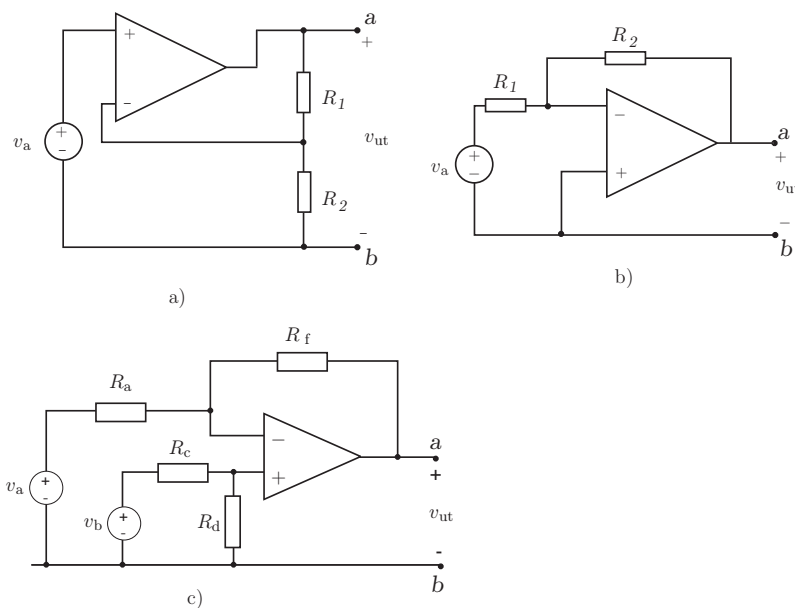 a
+
+
R1
−
va
+
−
vut
R2
−
b
a)
R2
R1
−
a
va
+
−
+
+
vu
−
b
b)
Rf
Ra
a
−
+
Rc
+
va
+
-
vb
+
-
Rd
vut
-
b
c)